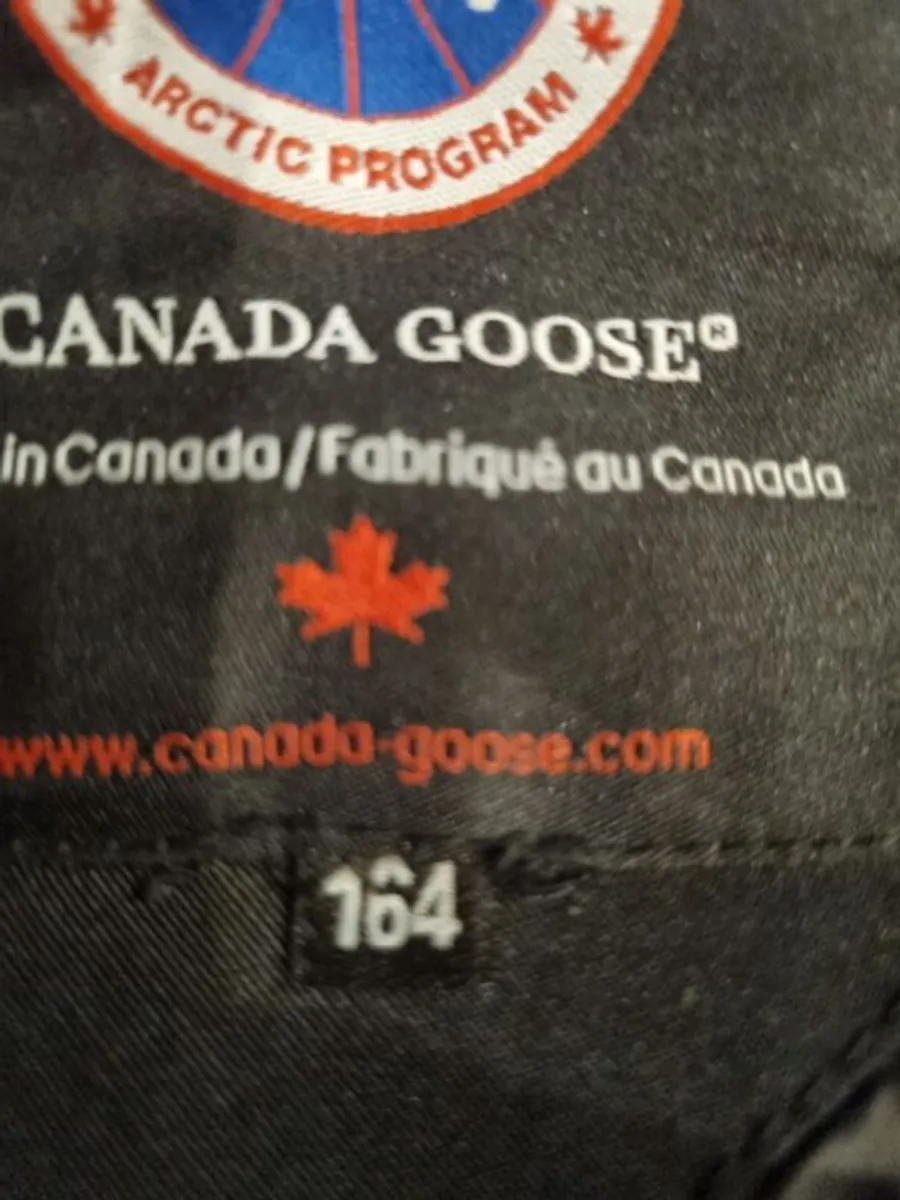 ARCTIC PROGRAM
CANADA GOOSE®
in Canada/Fabriqué au Canada
www.canada-goose.com
164